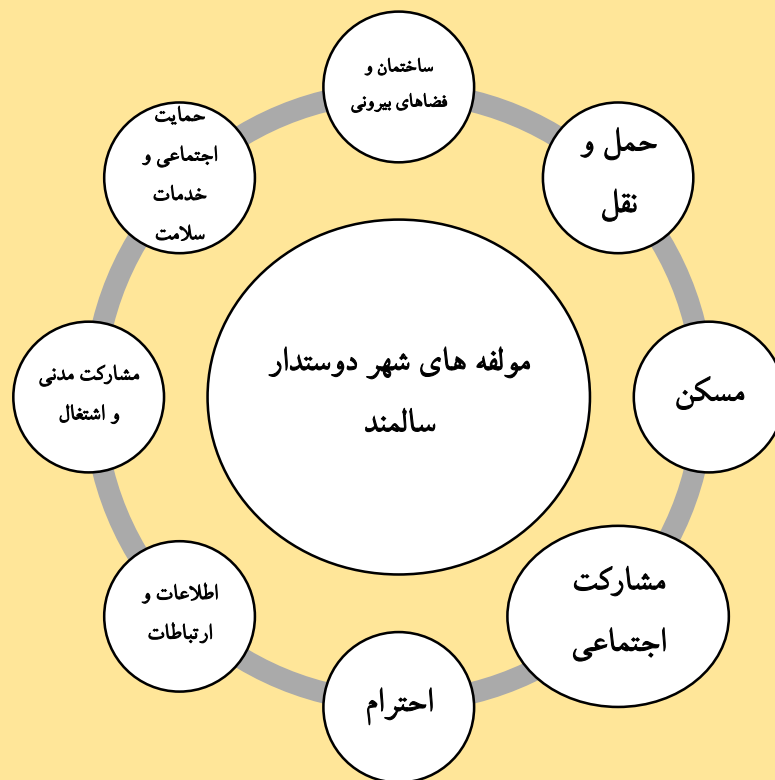 ساختمان و
فضاهای بیرونی
حمل و
نقل
مسکن
مشارکت
اجتماعی
احترام
اطلاعات و
ارتباطات
مشارکت مدنی
و اشتغال
حمایت
اجتماعی و
خدمات
سلامت
مولفه های شهر دوستدار
سالمند